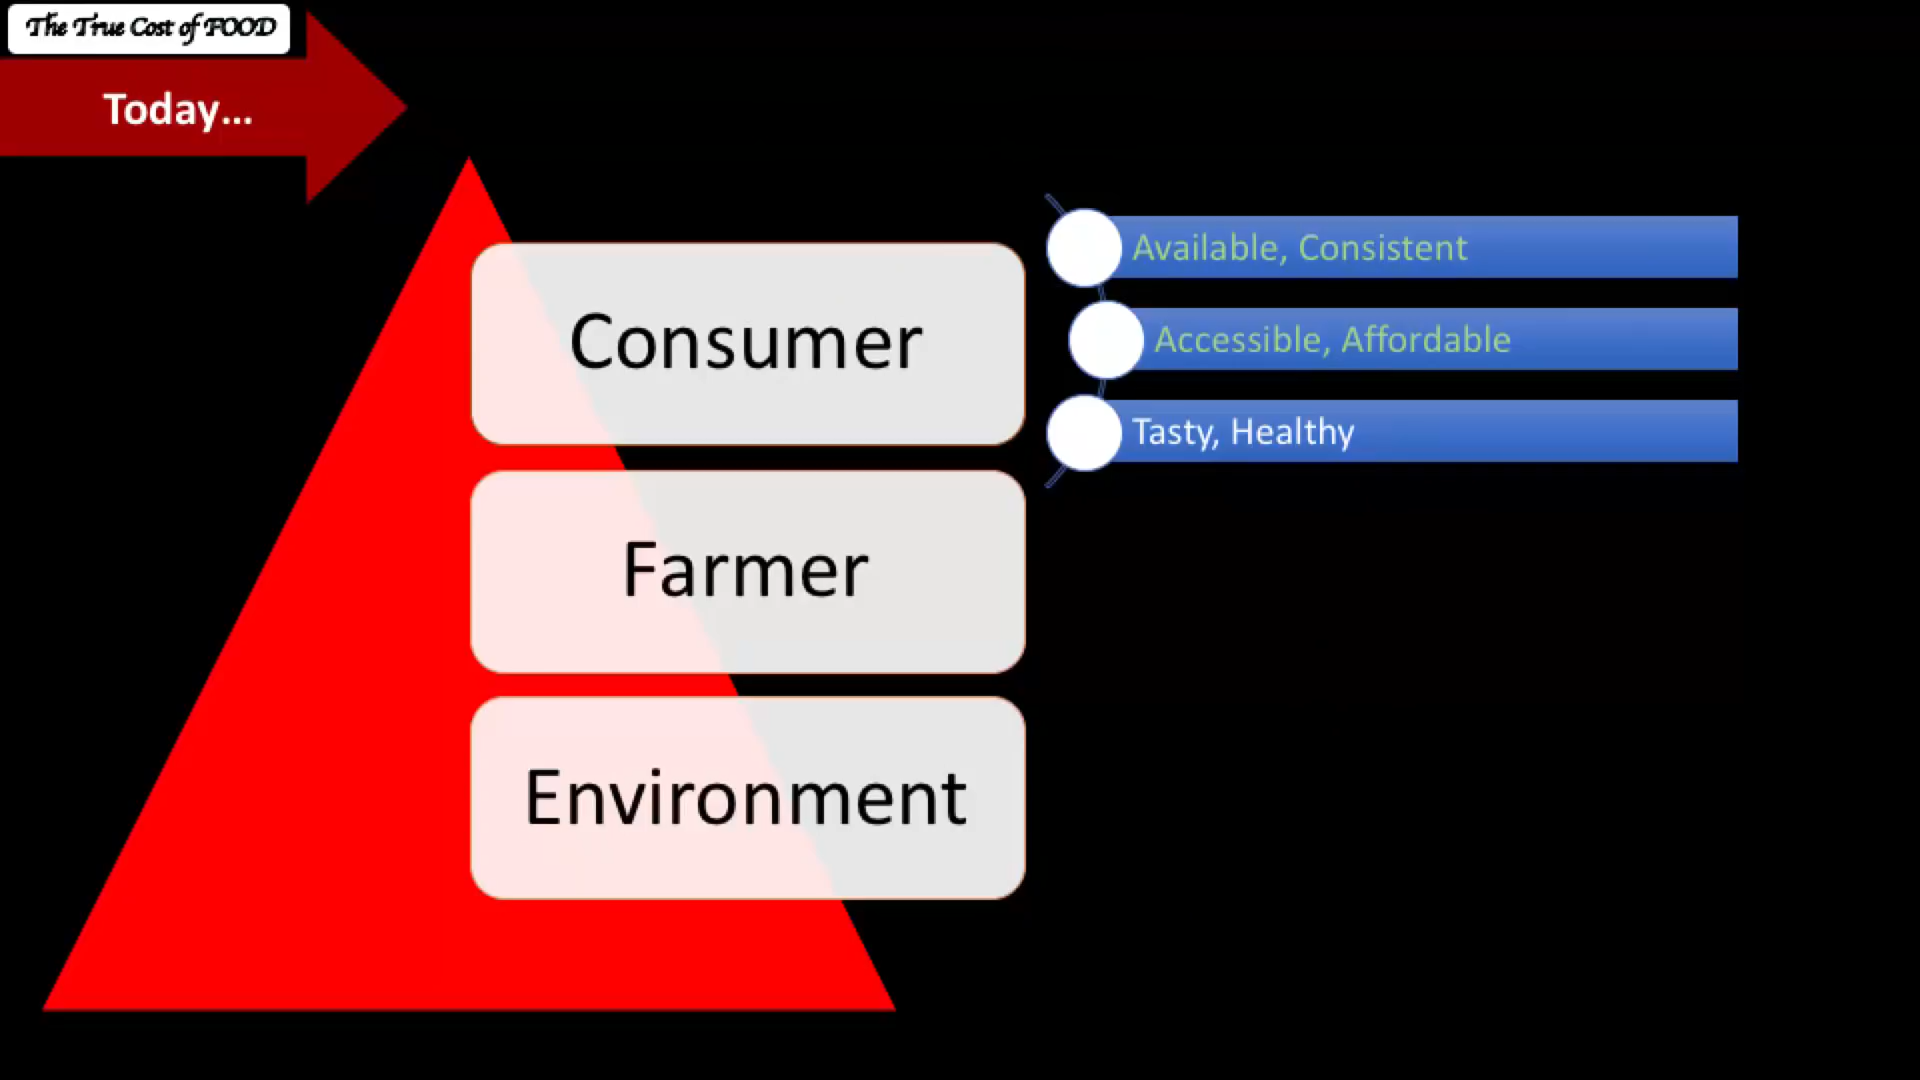 The True Cost of FOOD
Today...
Consumer
Available, Consistent
Accessible, Affordable
Tasty, Healthy
Farmer
Environment